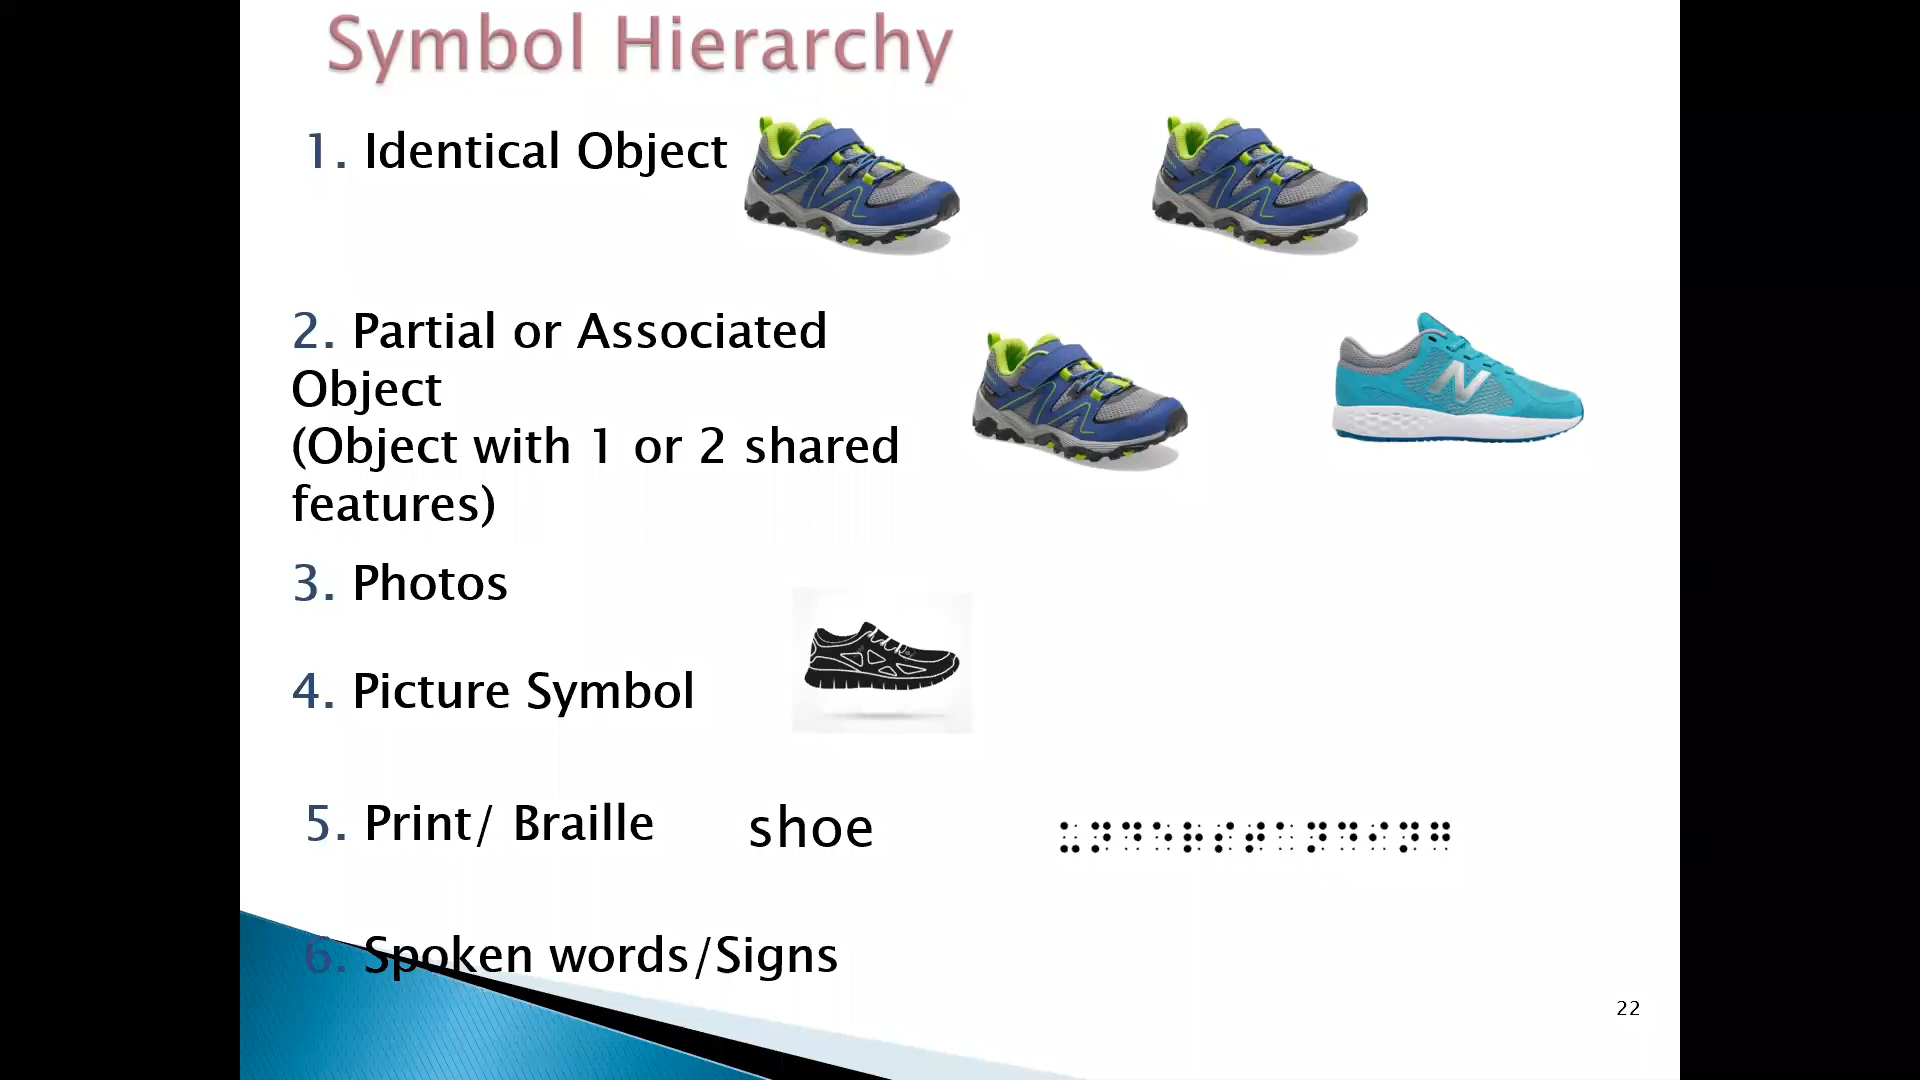 Symbol Hierarchy
1. Identical Object
2. Partial or Associated
Object
(Object with 1 or 2 shared
features)
N
3. Photos
4. Picture Symbol
5. Print/ Braille shoe ⠥⠝⠙⠑⠗⠎⠞⠁⠝⠙⠊⠝⠛
6. Spoken words/Signs
22